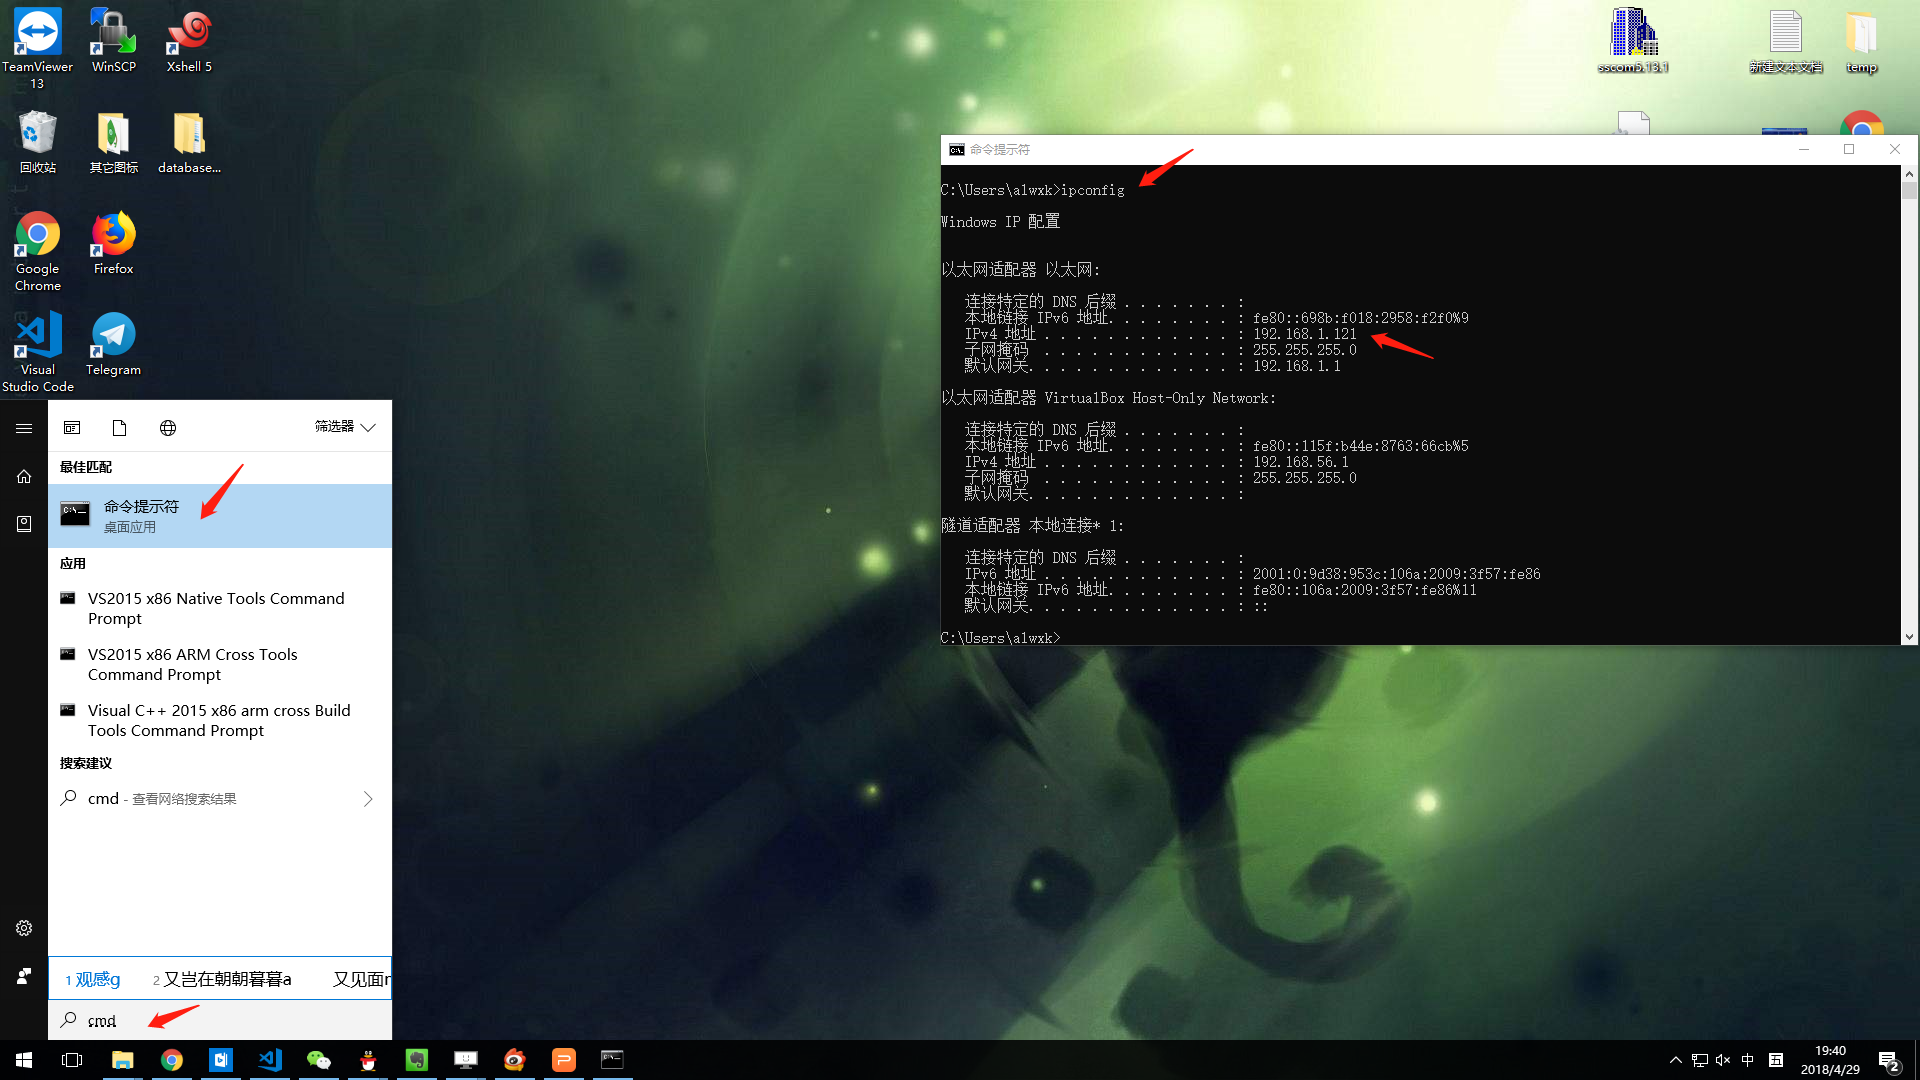 TeamViewer
13
WinSCP
Xshell 5
回收站
其它图标
database...
Google
Chrome
Firefox
Visual
Studio Code
Telegram
sscom5.13.1
新建文本文档
temp
命令提示符
C:\Users\alwxk>ipconfig
Windows IP 配置
以太网适配器 以太网:
连接特定的 DNS 后缀 . . . . . . . :
本地链接 IPv6 地址. . . . . . . . : fe80::698b:f018:2958:f2f0%9
IPv4 地址 . . . . . . . . . . . . : 192.168.1.121
子网掩码 . . . . . . . . . . . . : 255.255.255.0
默认网关. . . . . . . . . . . . . : 192.168.1.1
以太网适配器 VirtualBox Host-Only Network:
连接特定的 DNS 后缀 . . . . . . . :
本地链接 IPv6 地址. . . . . . . . : fe80::115f:b44e:8763:66cb%5
IPv4 地址 . . . . . . . . . . . . : 192.168.56.1
子网掩码 . . . . . . . . . . . . : 255.255.255.0
默认网关. . . . . . . . . . . . . :
隧道适配器 本地连接* 1:
连接特定的 DNS 后缀 . . . . . . . :
IPv6 地址 . . . . . . . . . . . . : 2001:0:9d38:953c:106a:2009:3f57:fe86
本地链接 IPv6 地址. . . . . . . . : fe80::106a:2009:3f57:fe86%11
默认网关. . . . . . . . . . . . . : ::
C:\Users\alwxk>
筛选器
最佳匹配
命令提示符
桌面应用
应用
VS2015 x86 Native Tools Command
Prompt
VS2015 x86 ARM Cross Tools
Command Prompt
Visual C++ 2015 x86 arm cross Build
Tools Command Prompt
搜索建议
cmd - 查看网络搜索结果
1 观感g 2 又岂在朝朝暮暮a 又见面r
cmd
中
五
19:40
2018/4/29
2